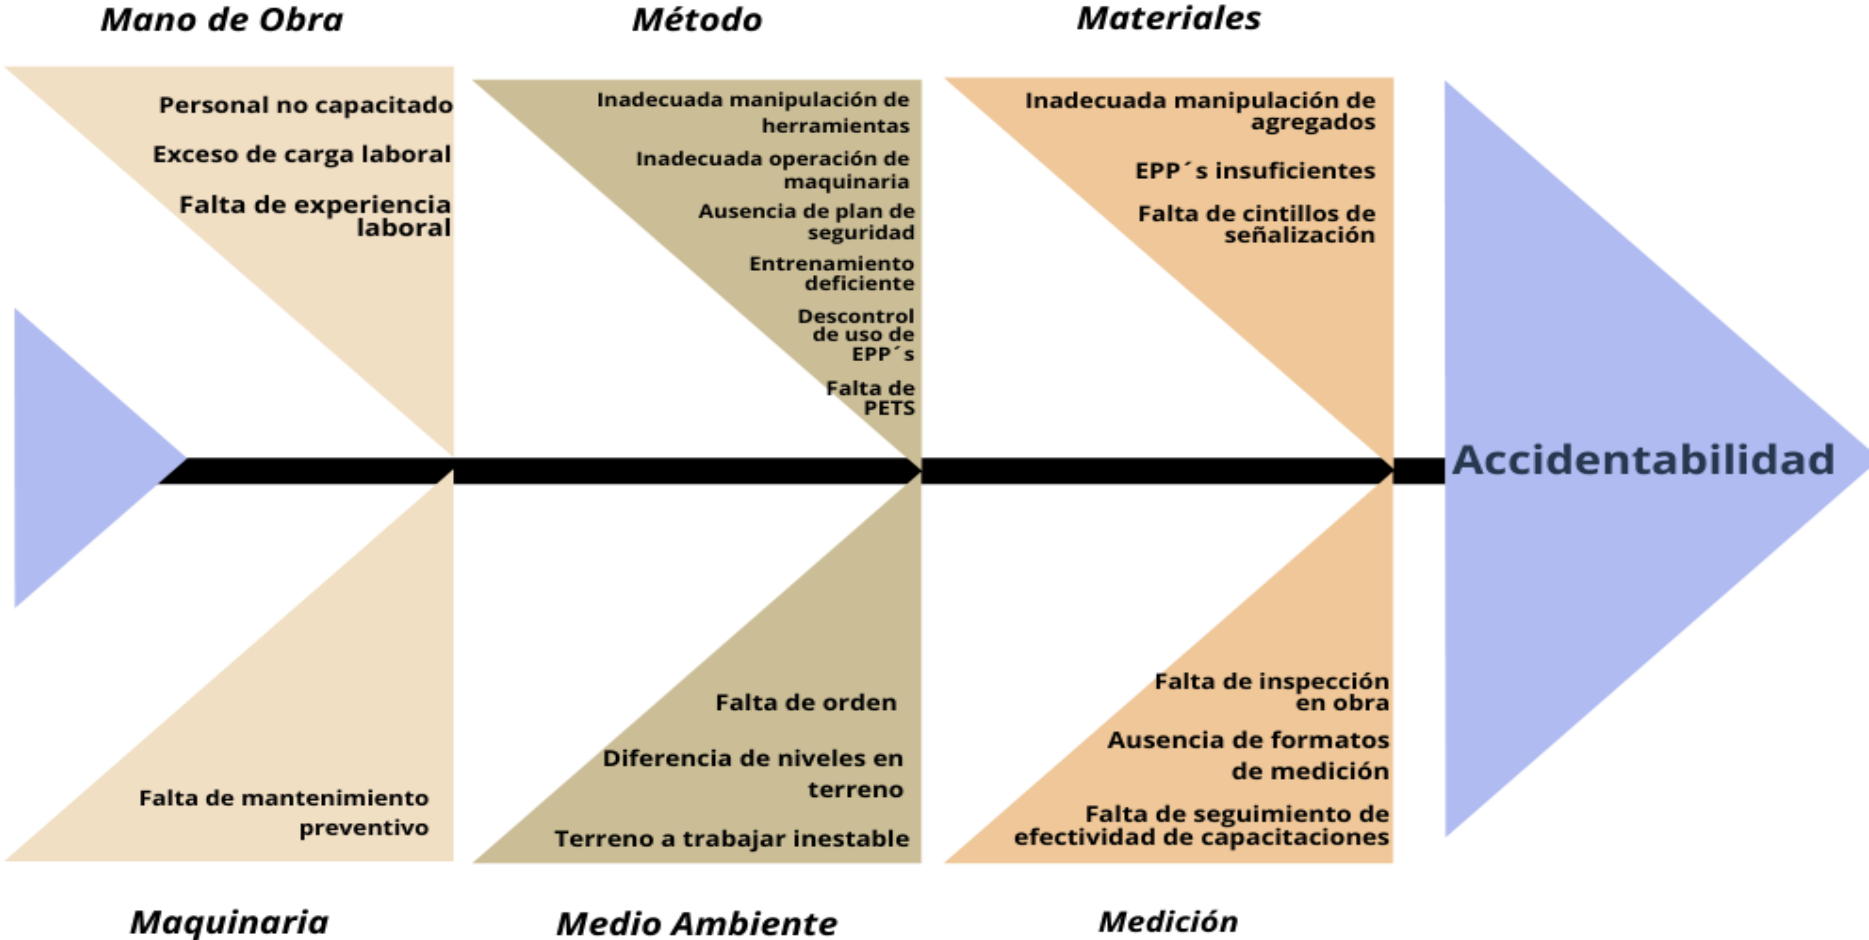 Mano de Obra
Método
Materiales
Personal no capacitado
Exceso de carga laboral
Falta de experiencia
laboral
Inadecuada manipulación de
herramientas
Inadecuada operación de
maquinaria
Ausencia de plan de
seguridad
Entrenamiento
deficiente
Descontrol
de uso de
EPP´s
Falta de
PETS
Inadecuada manipulación de
agregados
EPP´s insuficientes
Falta de cintillos de
señalización
Accidentabilidad
Falta de mantenimiento
preventivo
Falta de orden
Diferencia de niveles en
terreno
Terreno a trabajar inestable
Falta de inspección
en obra
Ausencia de formatos
de medición
Falta de seguimiento de
efectividad de capacitaciones
Maquinaria
Medio Ambiente
Medición